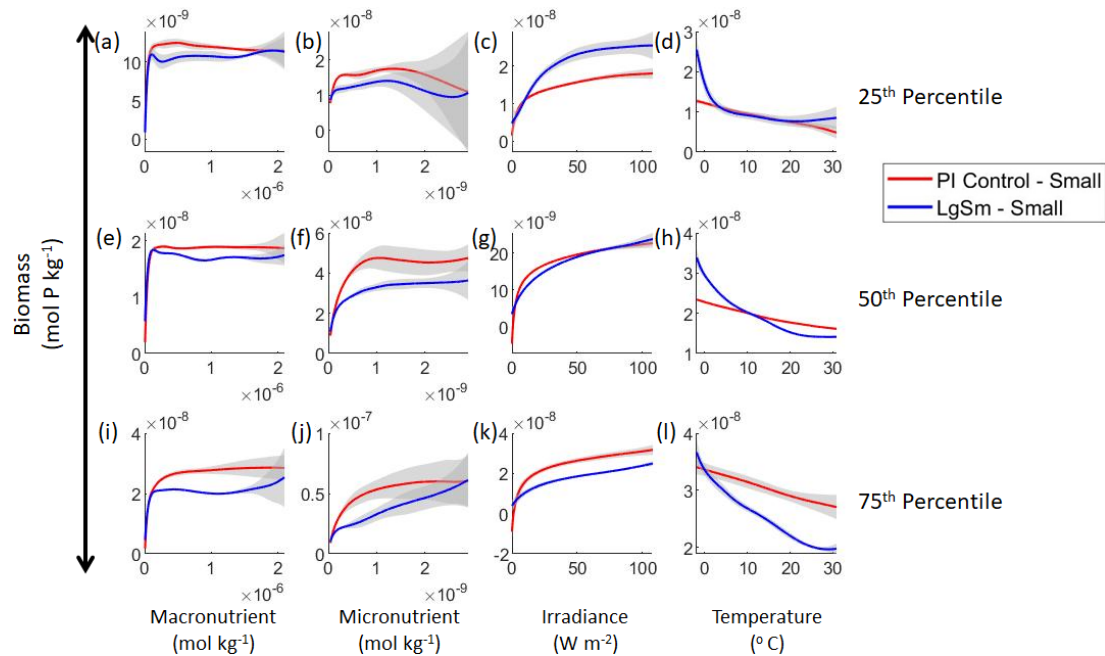 (a) ×10⁻⁹ (b) ×10⁻⁸ (c) ×10⁻⁸ (d) ×10⁻⁸
10 5 0
2 1 0
3 2 1 0
3 2 1 0
0 1 2 0 1 2 0 50 100 0 10 20 30
×10⁻⁶ ×10⁻⁹
25th Percentile
PI Control - Small
LgSm - Small
(e) ×10⁻⁸ (f) ×10⁻⁸ (g) ×10⁻⁹ (h) ×10⁻⁸
2 1 0
6 4 2 0
20 10 0
4 3 2 1
0 1 2 0 1 2 0 50 100 0 10 20 30
×10⁻⁶ ×10⁻⁹
50th Percentile
Biomass
(mol P kg⁻¹)
(i) ×10⁻⁸ (j) ×10⁻⁷ (k) ×10⁻⁸ (l) ×10⁻⁸
4 2 0
1 0.5 0
4 2 0 -2
4 3 2
0 1 2 0 1 2 0 50 100 0 10 20 30
×10⁻⁶ ×10⁻⁹
75th Percentile
Macronutrient
(mol kg⁻¹)
Micronutrient
(mol kg⁻¹)
Irradiance
(W m⁻²)
Temperature
(° C)